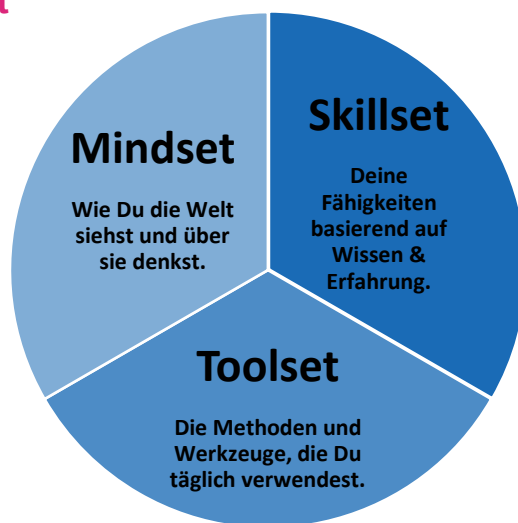 Mindset
Wie Du die Welt
siehst und über
sie denkst.
Skillset
Deine
Fähigkeiten
basierend auf
Wissen &
Erfahrung.
Toolset
Die Methoden und
Werkzeuge, die Du
täglich verwendest.